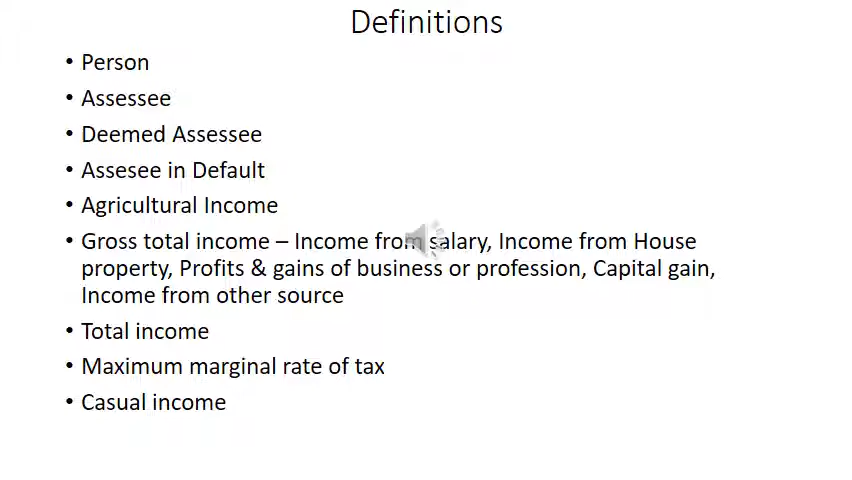 Definitions
• Person
• Assessee
• Deemed Assessee
• Assesee in Default
• Agricultural Income
• Gross total income – Income from salary, Income from House
property, Profits & gains of business or profession, Capital gain,
Income from other source
• Total income
• Maximum marginal rate of tax
• Casual income